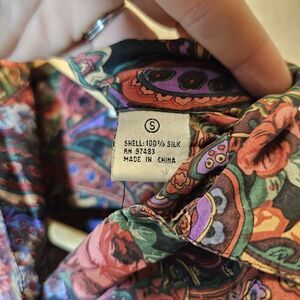 S
SHELL: 100% SILK
RN 97483
MADE IN CHINA